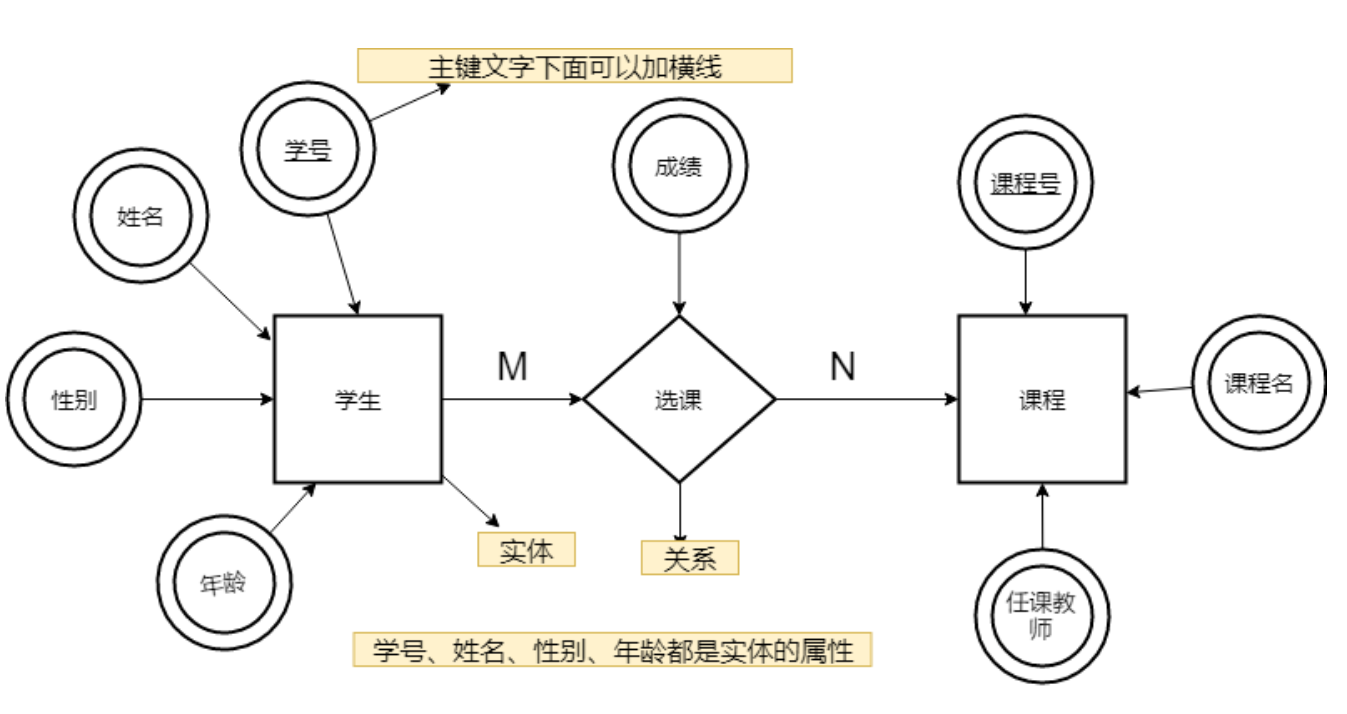 主键文字下面可以加横线
学号
成绩
课程号
姓名
M
N
性别
学生
选课
课程
课程名
实体
关系
年龄
任课教
师
学号、姓名、性别、年龄都是实体的属性